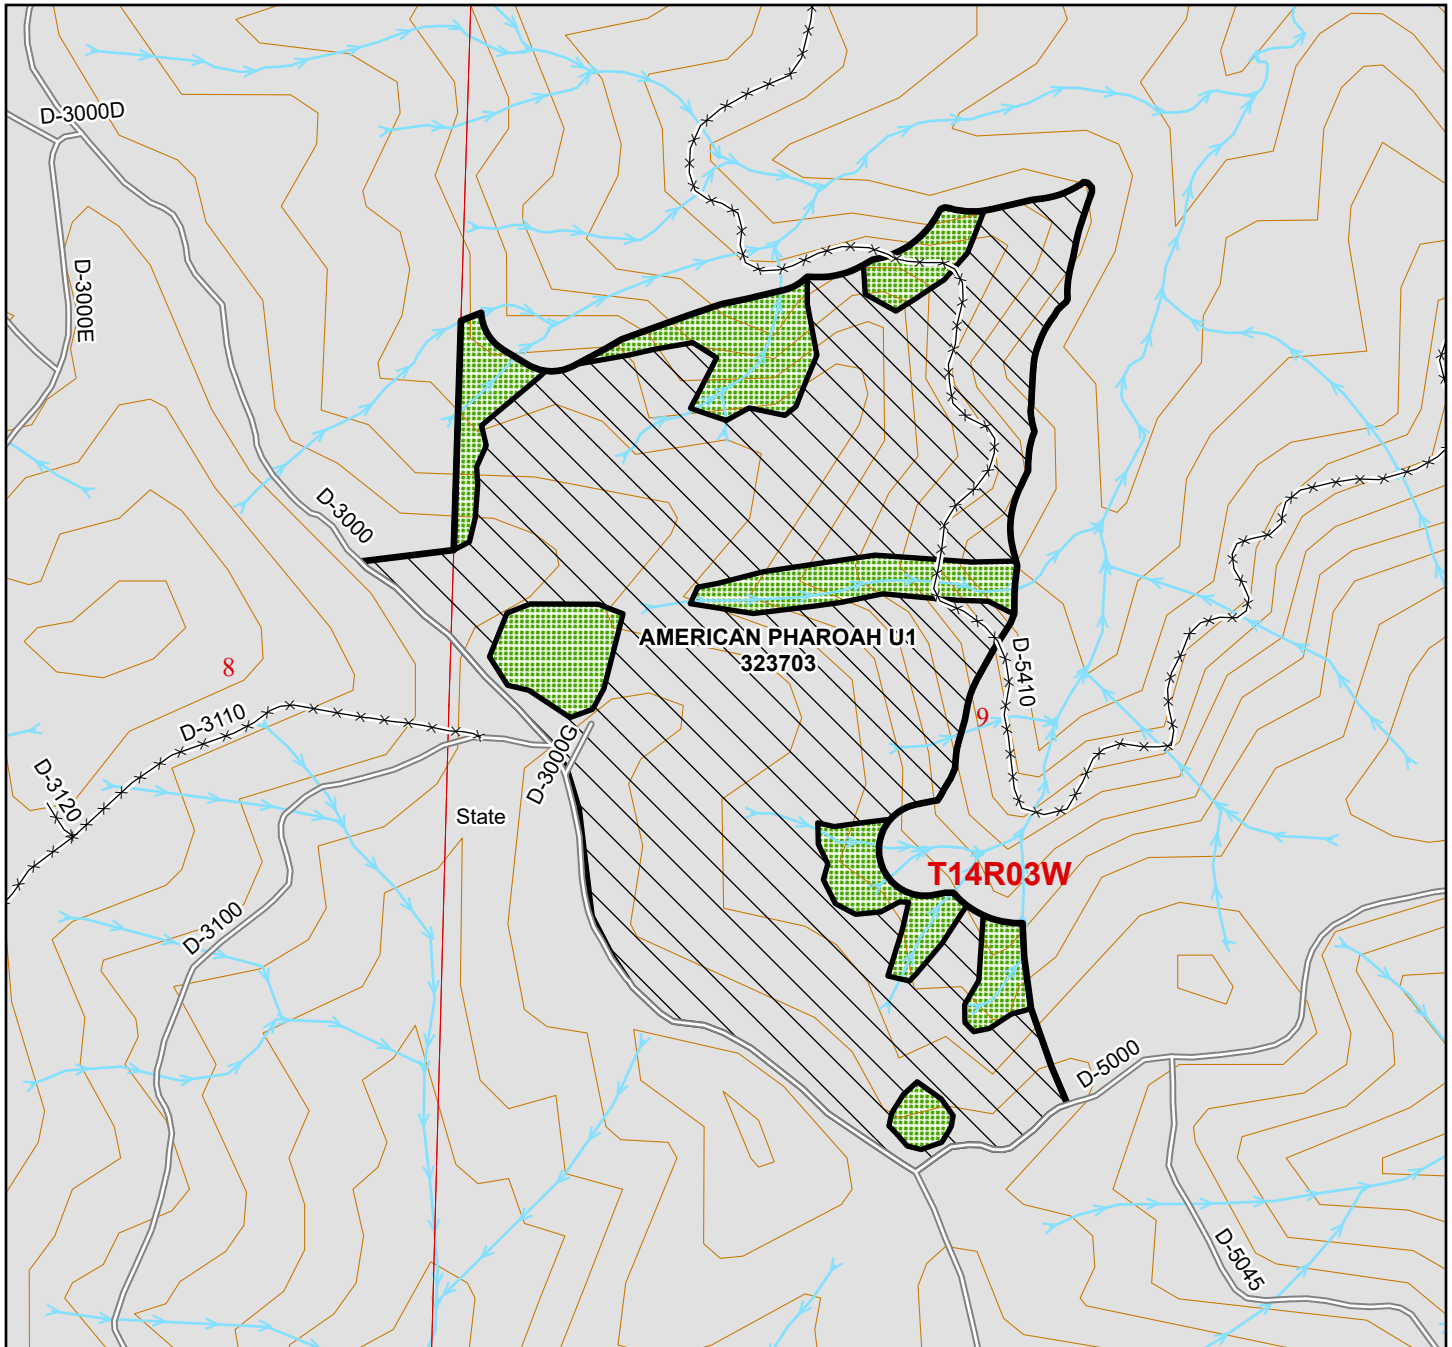 D-3000D
D-3000E
D-3000
AMERICAN PHAROAH U1
323703
8
D-5410
9
D-3110
D-3000G
D-3120
State
T14R03W
D-3100
D-5000
D-5045